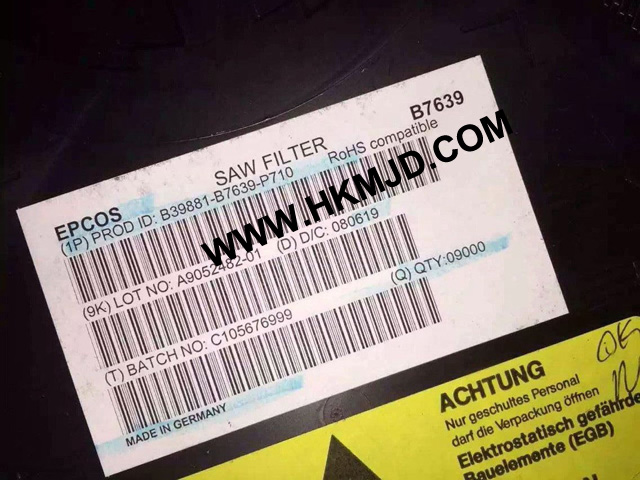 B7639
SAW FILTER
RoHS compatible
EPCOS
(1P) PROD ID: B39881-B7639-P710
WWW.HKMJD.COM
(9K) LOT NO: A9052482-01 (D) D/C: 080619
(Q) QTY:09000
(T) BATCH NO: C105676999
MADE IN GERMANY
ACHTUNG
Nur geschultes Personal
darf die Verpackung öffnen
Elektrostatisch gefährde
Bauelemente (EGB)